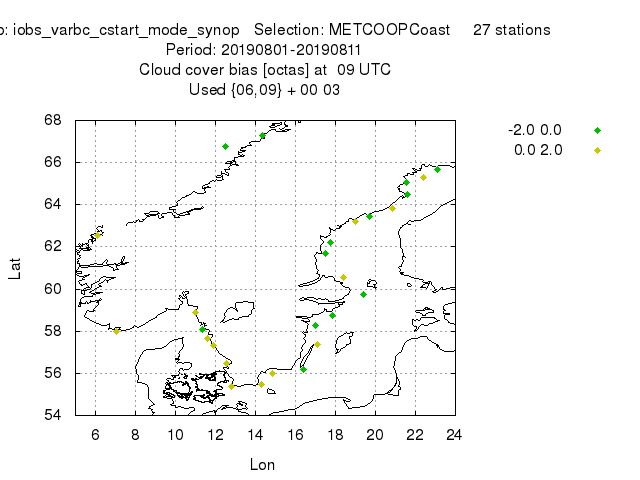 : iobs_varbc_cstart_mode_synop Selection: METCOOPCoast 27 stations
Period: 20190801-20190811
Cloud cover bias [octas] at 09 UTC
Used {06,09} + 00 03
-2.0 0.0
0.0 2.0
68
66
64
62
60
58
56
54
Lat
6 8 10 12 14 16 18 20 22 24
Lon